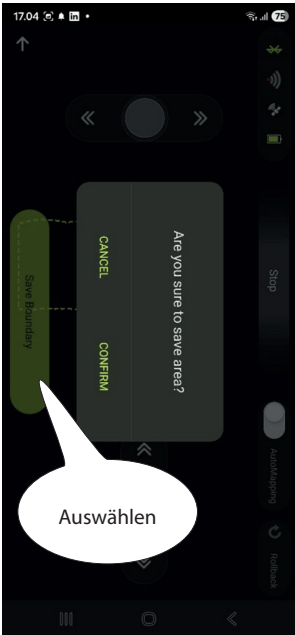 17.04
75
Are you sure to save area?
CANCEL
CONFIRM
Save Boundary
Stop
AutoMapping
Rollback
Auswählen